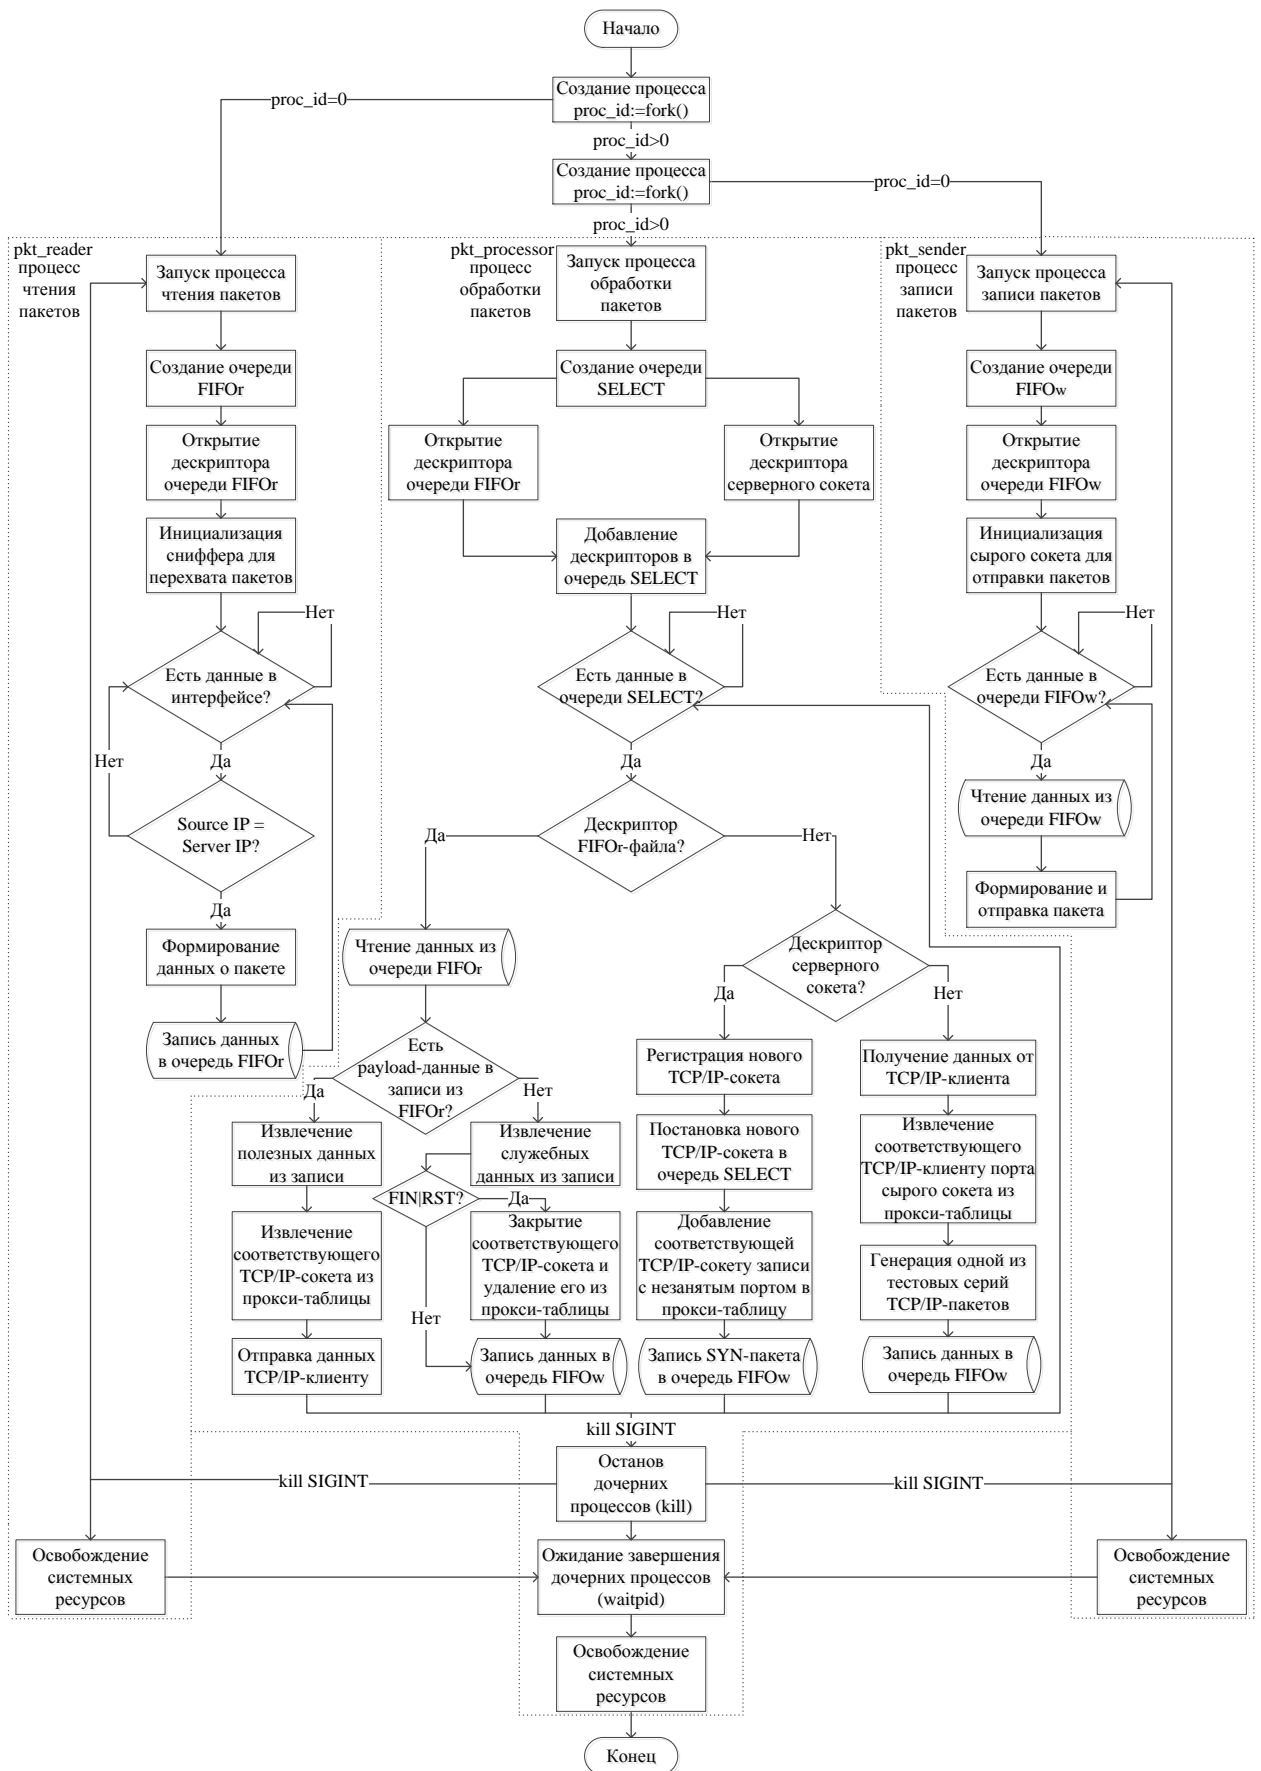 Начало
Создание процесса
proc_id:=fork()
proc_id=0
proc_id>0
Создание процесса
proc_id:=fork()
proc_id=0
proc_id>0
pkt_reader
процесс
чтения
пакетов
Запуск процесса
чтения пакетов
Создание очереди
FIFOr
Открытие
дескриптора
очереди FIFOr
Инициализация
сниффера для
перехвата пакетов
Нет
Есть данные в
интерфейсе?
Нет
Да
Source IP =
Server IP?
Да
Формирование
данных о пакете
Запись данных
в очередь FIFOr
pkt_processor
процесс
обработки
пакетов
Запуск процесса
обработки
пакетов
Создание очереди
SELECT
Открытие
дескриптора
очереди FIFOr
Открытие
дескриптора
серверного сокета
Добавление
дескрипторов в
очередь SELECT
Нет
Есть данные в
очереди SELECT?
Да
Дескриптор
FIFOr-файла?
Да
Нет
Чтение данных из
очереди FIFOr
Есть
payload-данные в
записи из
FIFOr?
Да
Нет
Извлечение
полезных данных
из записи
Извлечение
служебных
данных из записи
FIN|RST?
Да
Нет
Извлечение
соответствующего
TCP/IP-сокета из
прокси-таблицы
Закрытие
соответствующего
TCP/IP-сокета и
удаление его из
прокси-таблицы
Отправка данных
TCP/IP-клиенту
Запись данных в
очередь FIFOw
Дескриптор
серверного
сокета?
Да
Нет
Регистрация нового
TCP/IP-сокета
Постановка нового
TCP/IP-сокета в
очередь SELECT
Добавление
соответствующей
TCP/IP-сокету записи
с незанятым портом в
прокси-таблицу
Запись SYN-пакета
в очередь FIFOw
Получение данных от
TCP/IP-клиента
Извлечение
соответствующего
TCP/IP-клиенту порта
сырого сокета из
прокси-таблицы
Генерация одной из
тестовых серий
TCP/IP-пакетов
Запись данных в
очередь FIFOw
pkt_sender
процесс
записи
пакетов
Запуск процесса
записи пакетов
Создание очереди
FIFOw
Открытие
дескриптора
очереди FIFOw
Инициализация
сырого сокета для
отправки пакетов
Нет
Есть данные в
очереди FIFOw?
Да
Чтение данных из
очереди FIFOw
Формирование и
отправка пакета
kill SIGINT
Останов
дочерних
процессов (kill)
kill SIGINT
kill SIGINT
Освобождение
системных
ресурсов
Ожидание завершения
дочерних процессов
(waitpid)
Освобождение
системных
ресурсов
Освобождение
системных
ресурсов
Конец